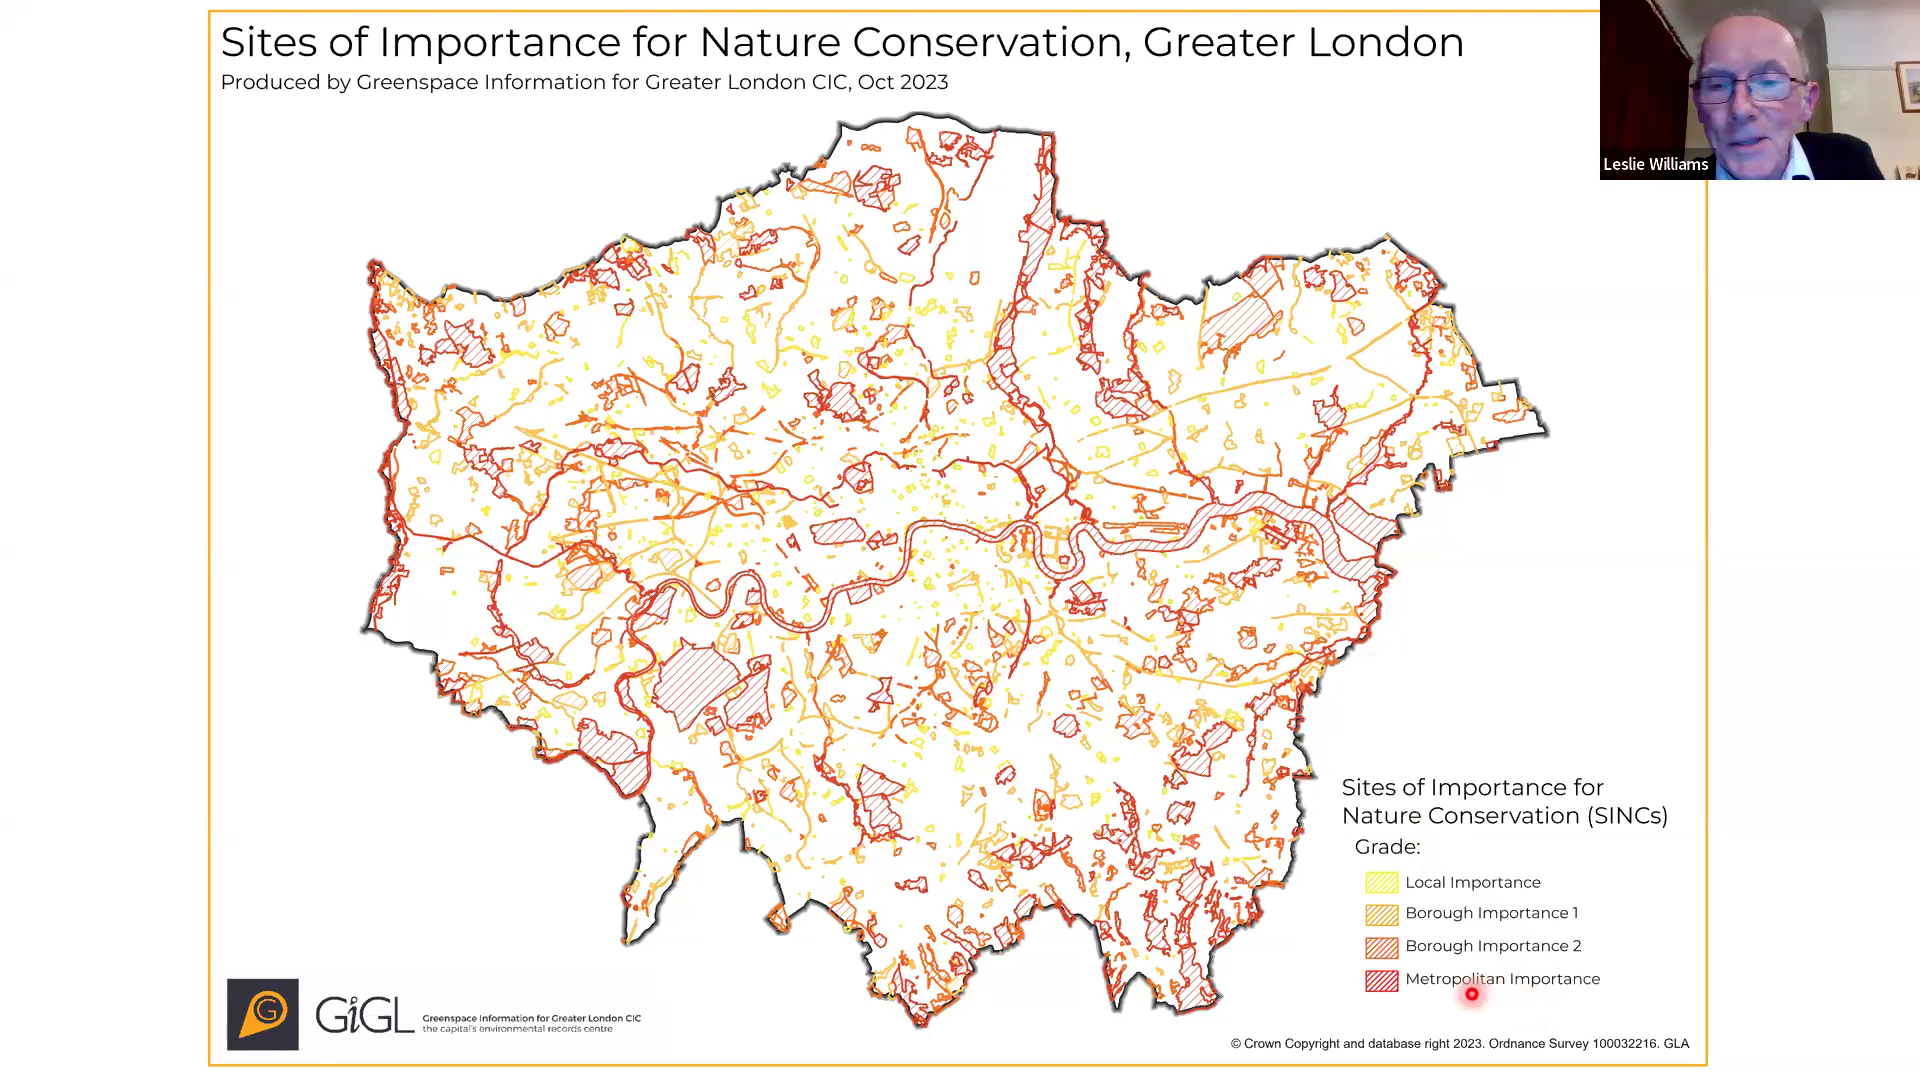 Sites of Importance for Nature Conservation, Greater London
Produced by Greenspace Information for Greater London CIC, Oct 2023
Leslie Williams
Sites of Importance for
Nature Conservation (SINCs)
Grade:
Local Importance
Borough Importance 1
Borough Importance 2
Metropolitan Importance
G
GiGL
Greenspace Information for Greater London CIC
the capital's environmental records centre
© Crown Copyright and database right 2023. Ordnance Survey 100032216. GLA